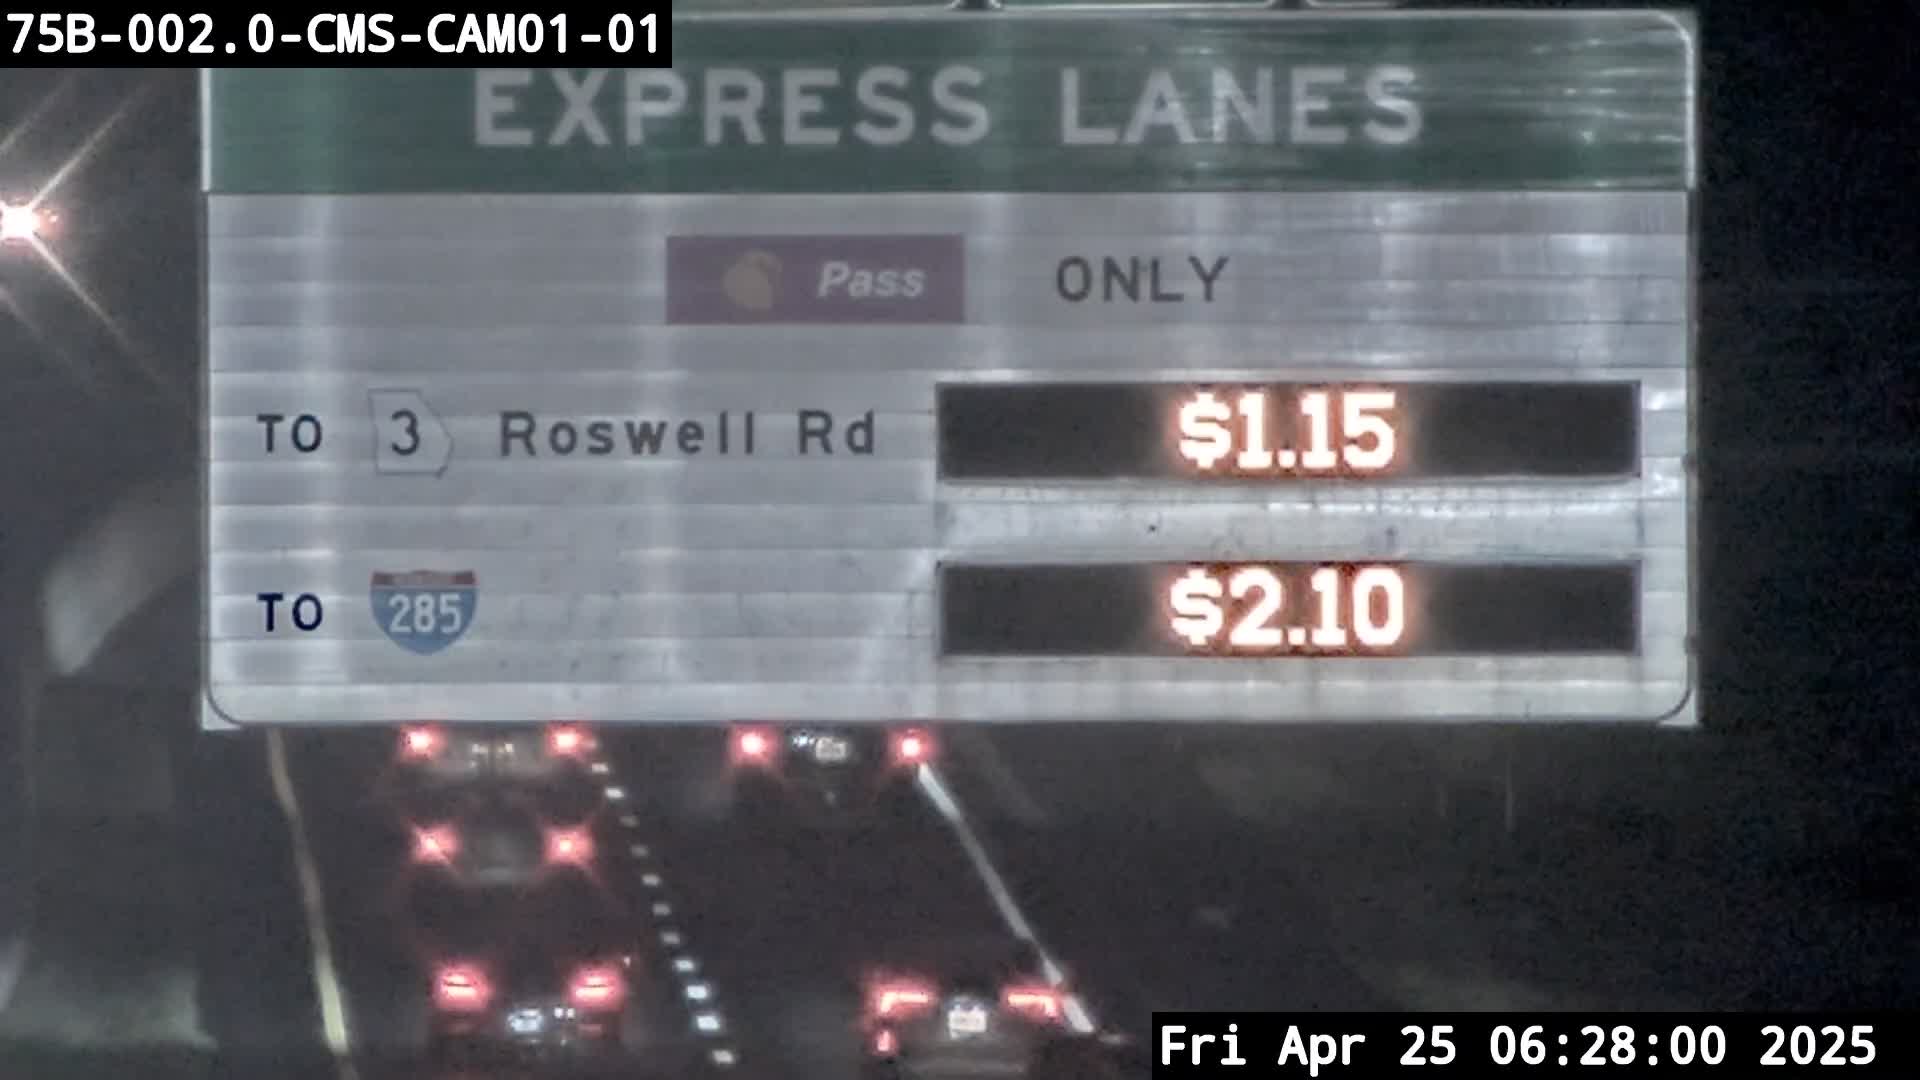 75B-002.0-CMS-CAM01-01
EXPRESS LANES
Pass ONLY
TO 3 Roswell Rd $1.15
TO 285 $2.10
Fri Apr 25 06:28:00 2025